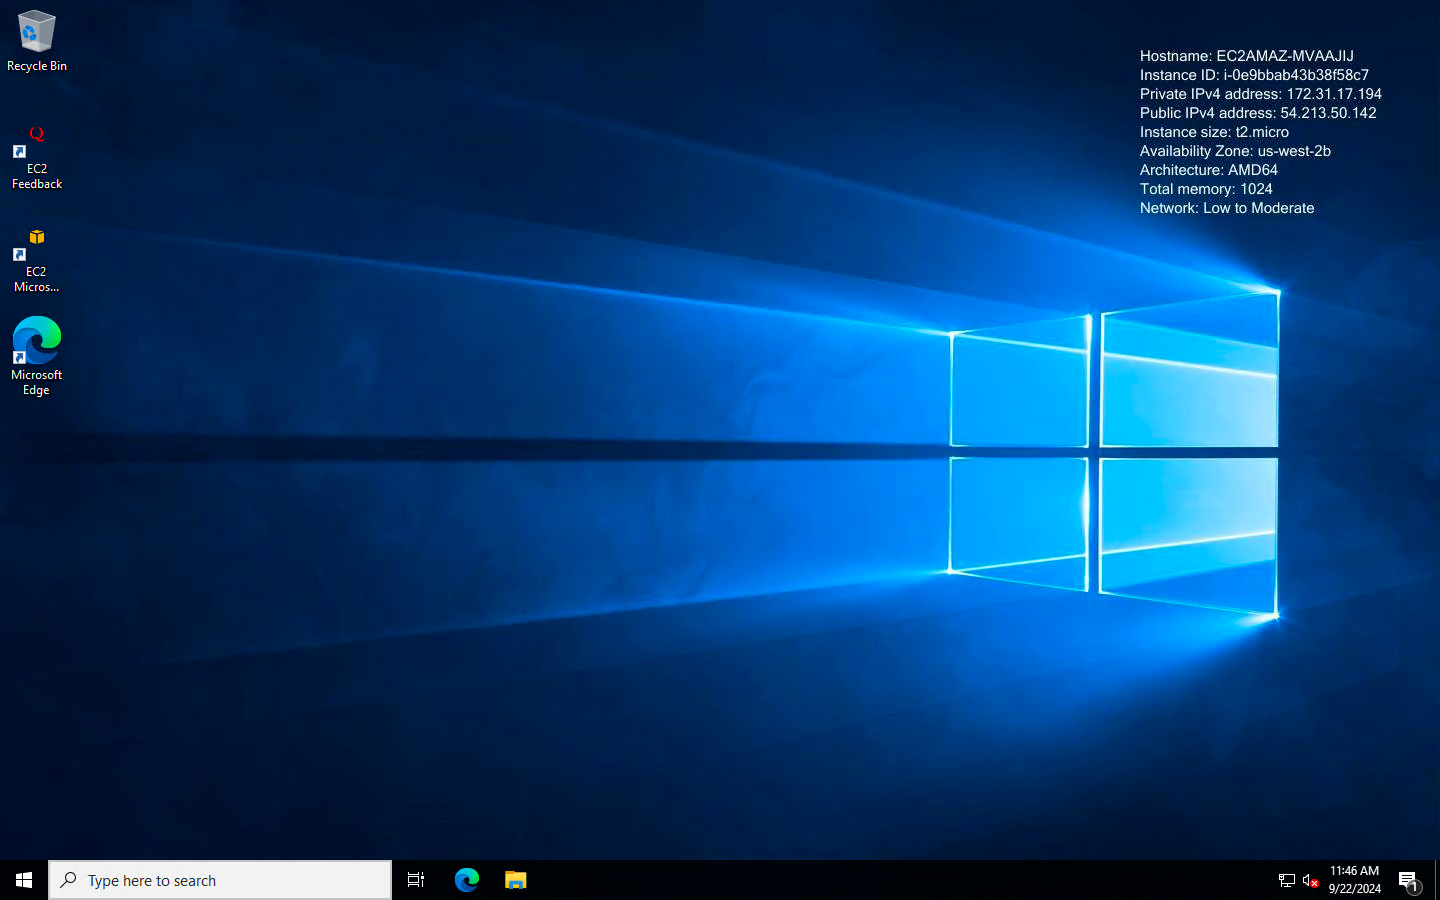 Recycle Bin
EC2
Feedback
EC2
Micros...
Microsoft
Edge
Hostname: EC2AMAZ-MVAAJIJ
Instance ID: i-0e9bbab43b38f58c7
Private IPv4 address: 172.31.17.194
Public IPv4 address: 54.213.50.142
Instance size: t2.micro
Availability Zone: us-west-2b
Architecture: AMD64
Total memory: 1024
Network: Low to Moderate
Type here to search
11:46 AM
9/22/2024
1